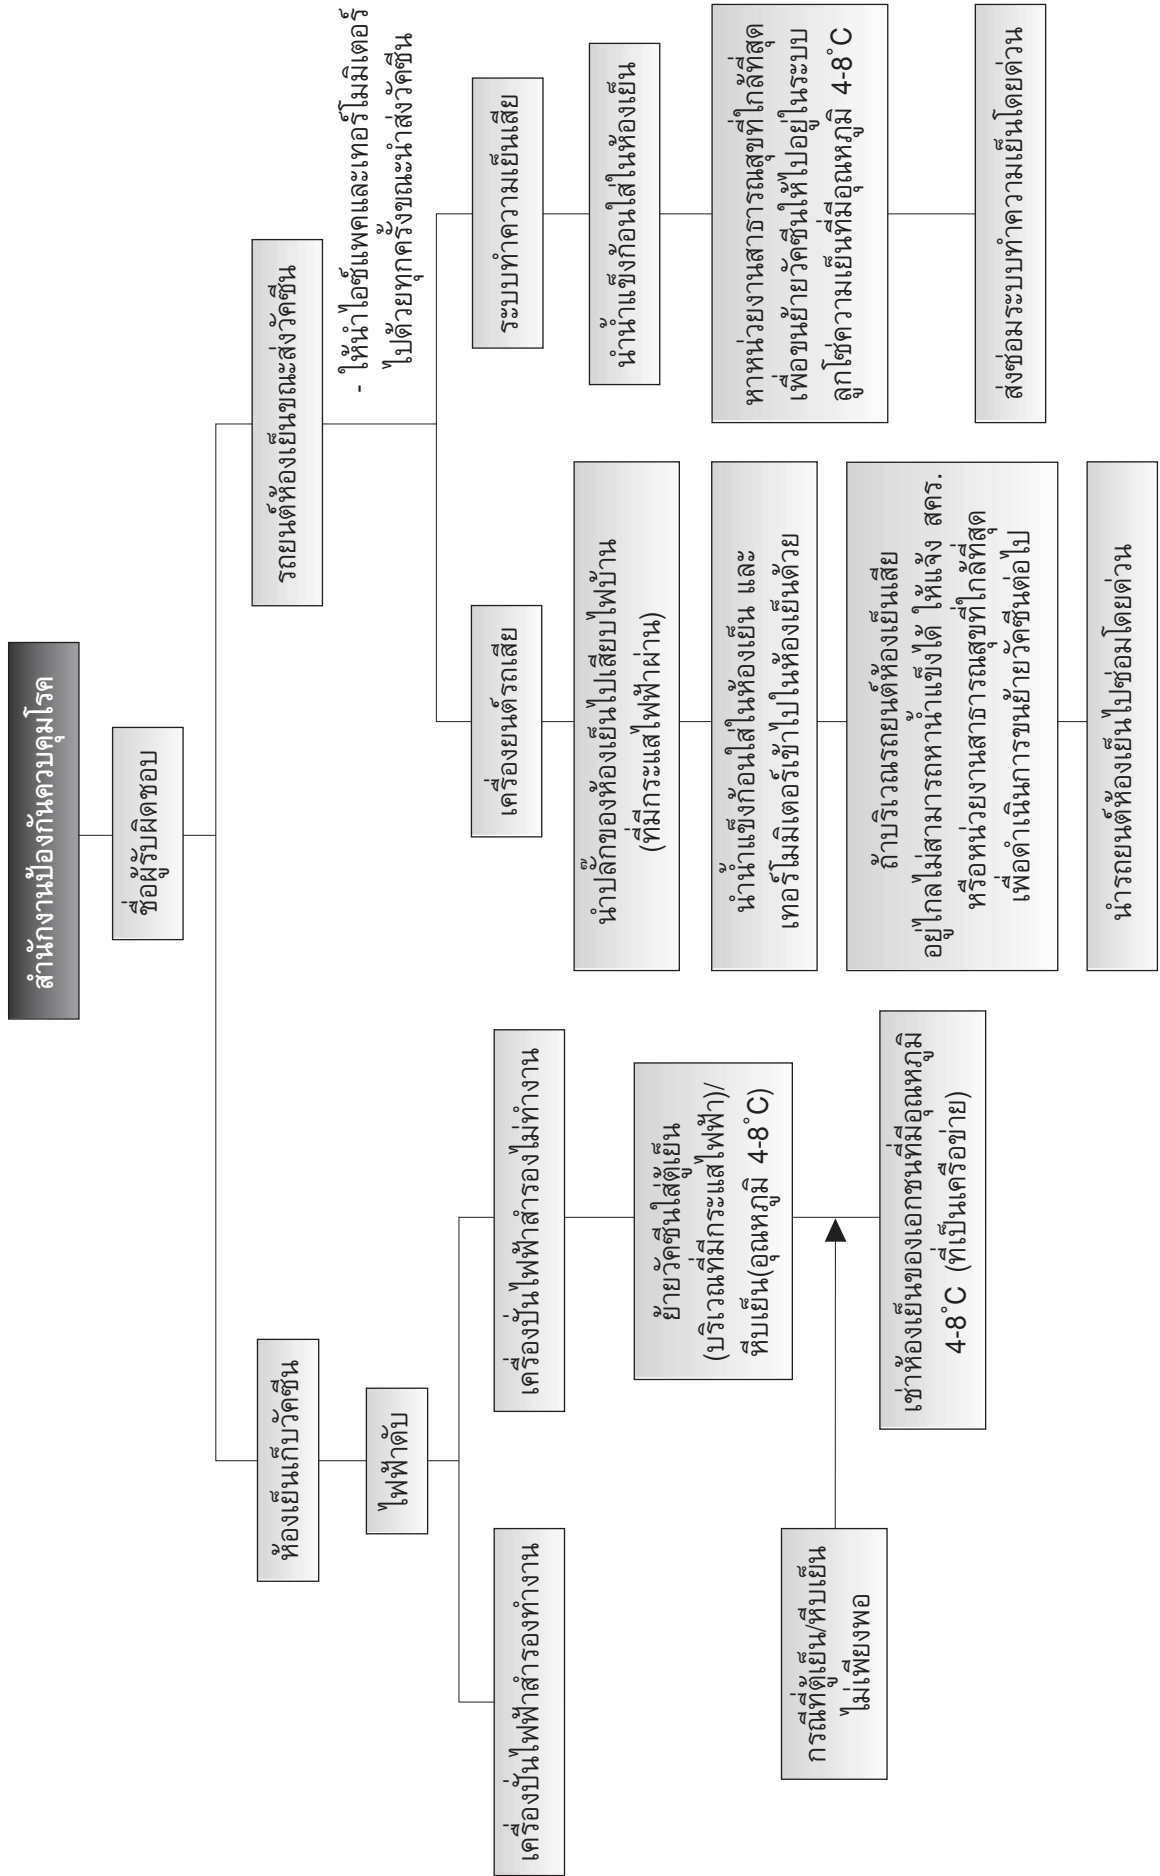 สำนักงานป้องกันควบคุมโรค
ชื่อผู้รับผิดชอบ
ห้องเย็นเก็บวัคซีน
ไฟฟ้าดับ
เครื่องปั่นไฟฟ้าสำรองทำงาน
เครื่องปั่นไฟฟ้าสำรองไม่ทำงาน
ย้ายวัคซีนใส่ตู้เย็น
(บริเวณที่มีกระแสไฟฟ้า)/
หีบเย็น(อุณหภูมิ 4-8°C)
กรณีที่ตู้เย็น/หีบเย็น
ไม่เพียงพอ
เช่าห้องเย็นของเอกชนที่มีอุณหภูมิ
4-8°C (ที่เป็นเครือข่าย)
รถยนต์ห้องเย็นขณะส่งวัคซีน
- ให้นำไอซ์แพคและเทอร์โมมิเตอร์
ไปด้วยทุกครั้งขณะนำส่งวัคซีน
เครื่องยนต์รถเสีย
นำปลั๊กของห้องเย็นไปเสียบไฟบ้าน
(ที่มีกระแสไฟฟ้าผ่าน)
นำน้ำแข็งก้อนใส่ในห้องเย็น และ
เทอร์โมมิเตอร์เข้าไปในห้องเย็นด้วย
ถ้าบริเวณรถยนต์ห้องเย็นเสีย
อยู่ไกลไม่สามารถหาน้ำแข็งได้ ให้แจ้ง สคร.
หรือหน่วยงานสาธารณสุขที่ใกล้ที่สุด
เพื่อดำเนินการขนย้ายวัคซีนต่อไป
นำรถยนต์ห้องเย็นไปซ่อมโดยด่วน
ระบบทำความเย็นเสีย
นำน้ำแข็งก้อนใส่ในห้องเย็น
หาหน่วยงานสาธารณสุขที่ใกล้ที่สุด
เพื่อขนย้ายวัคซีนให้ไปอยู่ในระบบ
ลูกโซ่ความเย็นที่มีอุณหภูมิ 4-8°C
ส่งซ่อมระบบทำความเย็นโดยด่วน